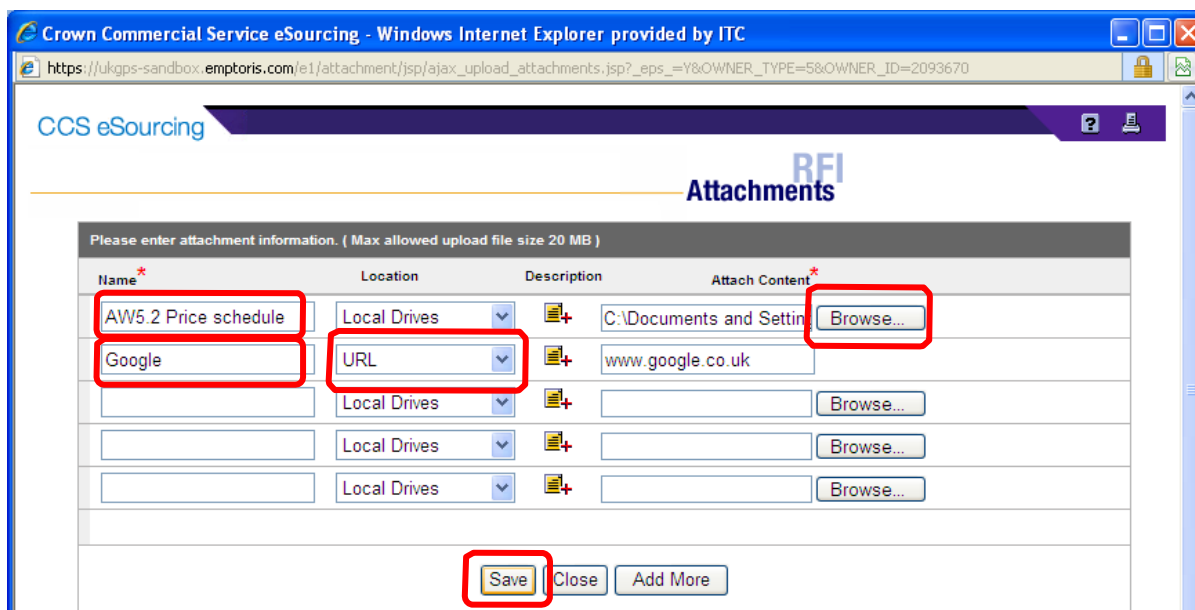 Crown Commercial Service eSourcing - Windows Internet Explorer provided by ITC
https://ukgps-sandbox.emptoris.com/e1/attachment/jsp/ajax_upload_attachments.jsp?_eps_=Y&OWNER_TYPE=5&OWNER_ID=2093670
CCS eSourcing
RFI
Attachments
Please enter attachment information. ( Max allowed upload file size 20 MB )
Name* Location Description Attach Content*
AW5.2 Price schedule Local Drives C:\Documents and Settin Browse...
Google URL www.google.co.uk
Local Drives Browse...
Local Drives Browse...
Local Drives Browse...
Save Close Add More